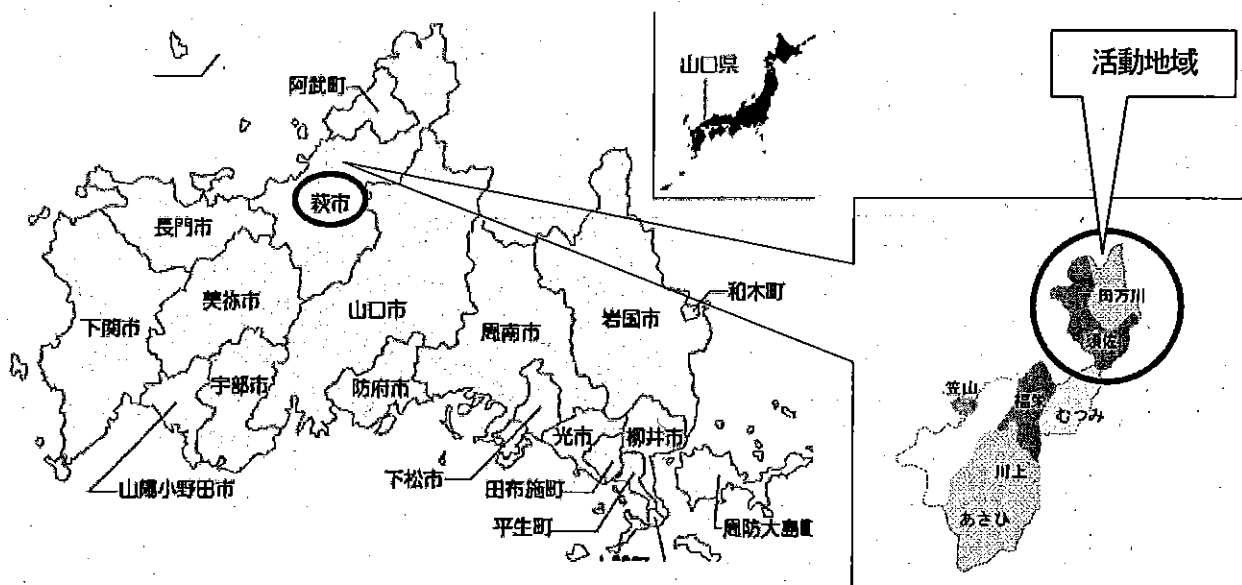 阿武町
山口県
活動地域
萩市
長門市
美祢市
山口市
下関市
宇部市
防府市
周南市
岩国市
和木町
光市
柳井市
下松市
田布施町
平生町
山陽小野田市
周防大島町
田万川
須佐
笠山
福栄
むつみ
川上
あさひ